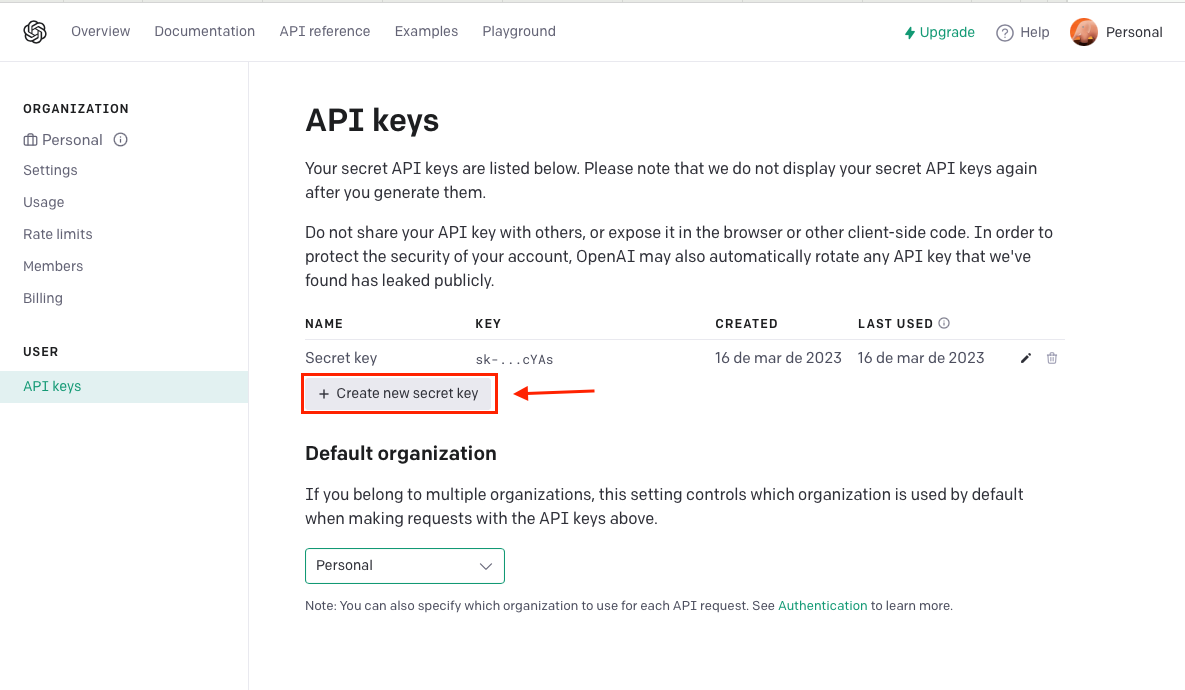 Overview Documentation API reference Examples Playground Upgrade Help Personal
ORGANIZATION
Personal
Settings
Usage
Rate limits
Members
Billing
USER
API keys
API keys
Your secret API keys are listed below. Please note that we do not display your secret API keys again
after you generate them.
Do not share your API key with others, or expose it in the browser or other client-side code. In order to
protect the security of your account, OpenAI may also automatically rotate any API key that we've
found has leaked publicly.
NAME KEY CREATED LAST USED
Secret key sk-...cYAs 16 de mar de 2023 16 de mar de 2023
+ Create new secret key
Default organization
If you belong to multiple organizations, this setting controls which organization is used by default
when making requests with the API keys above.
Personal
Note: You can also specify which organization to use for each API request. See Authentication to learn more.